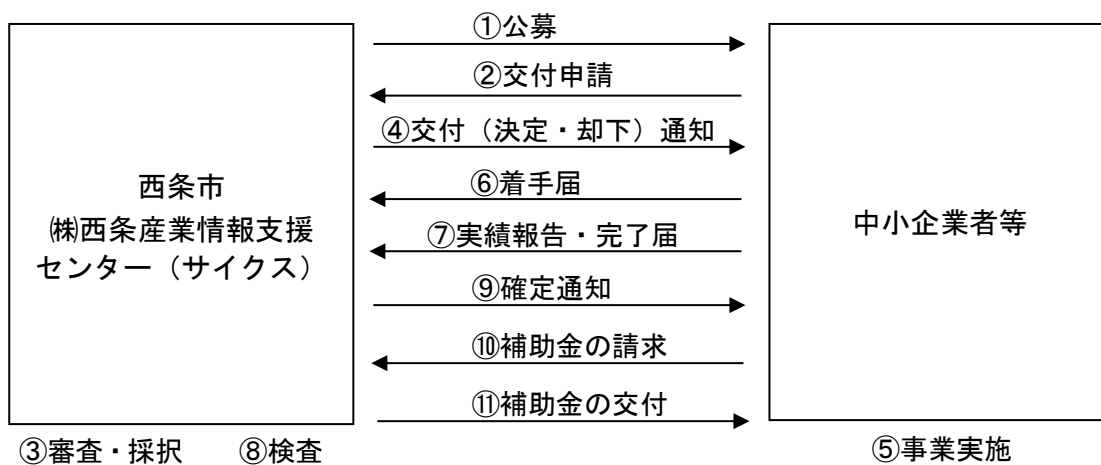 ①公募
②交付申請
④交付（決定・却下）通知
⑥着手届
⑦実績報告・完了届
⑨確定通知
⑩補助金の請求
⑪補助金の交付
西条市
㈱西条産業情報支援
センター（サイクス）
中小企業者等
③審査・採択
⑧検査
⑤事業実施